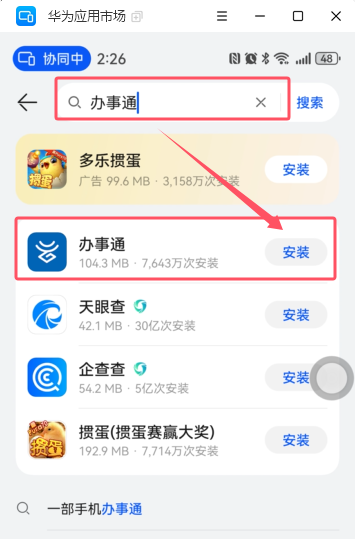 华为应用市场
协同中 2:26 48
办事通 搜索
多乐掼蛋
广告 99.6 MB · 3,158万次安装
安装
办事通
104.3 MB · 7,643万次安装
安装
天眼查
42.1 MB · 30亿次安装
安装
企查查
54.2 MB · 5亿次安装
安装
掼蛋(掼蛋赛赢大奖)
192.9 MB · 7,714万次安装
安装
一部手机办事通